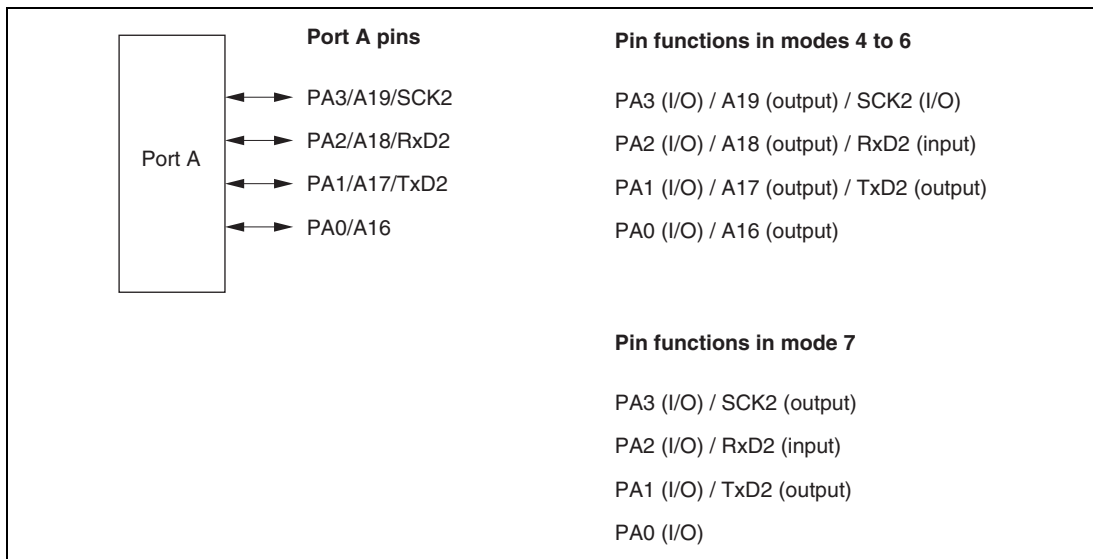 Port A
Port A pins
PA3/A19/SCK2
PA2/A18/RxD2
PA1/A17/TxD2
PA0/A16
Pin functions in modes 4 to 6
PA3 (I/O) / A19 (output) / SCK2 (I/O)
PA2 (I/O) / A18 (output) / RxD2 (input)
PA1 (I/O) / A17 (output) / TxD2 (output)
PA0 (I/O) / A16 (output)
Pin functions in mode 7
PA3 (I/O) / SCK2 (output)
PA2 (I/O) / RxD2 (input)
PA1 (I/O) / TxD2 (output)
PA0 (I/O)